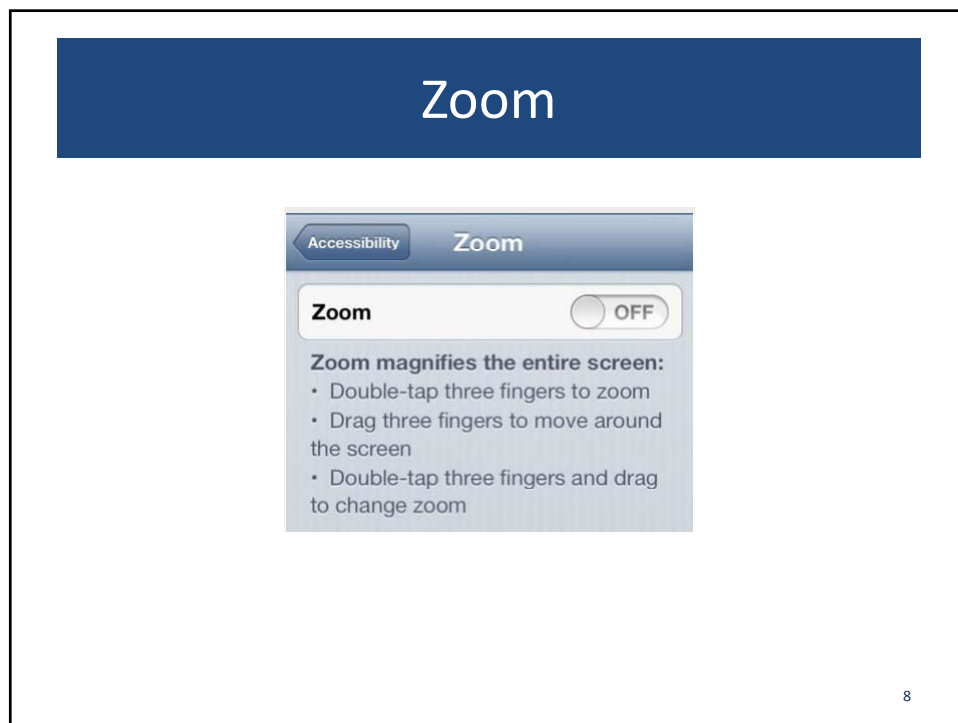 Zoom
Accessibility
Zoom
Zoom OFF
Zoom magnifies the entire screen:
• Double-tap three fingers to zoom
• Drag three fingers to move around
the screen
• Double-tap three fingers and drag
to change zoom
8